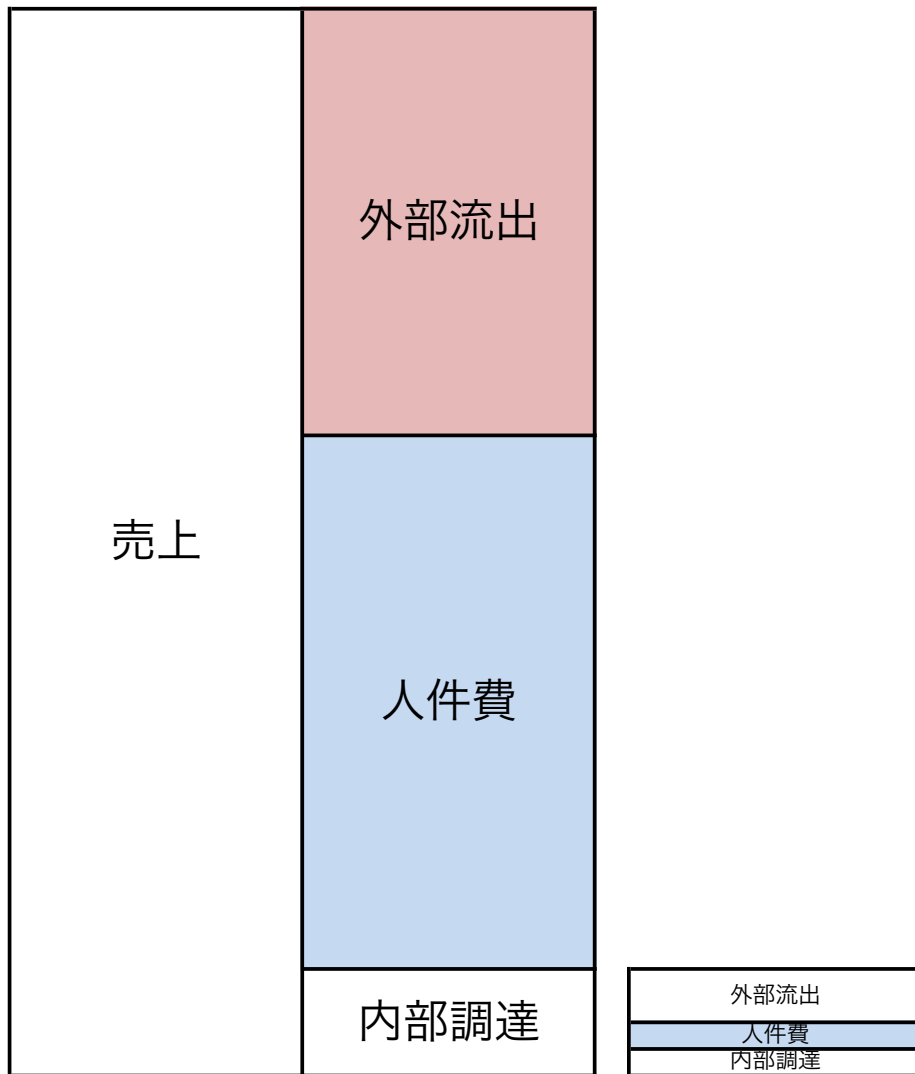 外部流出
売上
人件費
内部調達
外部流出
人件費
内部調達